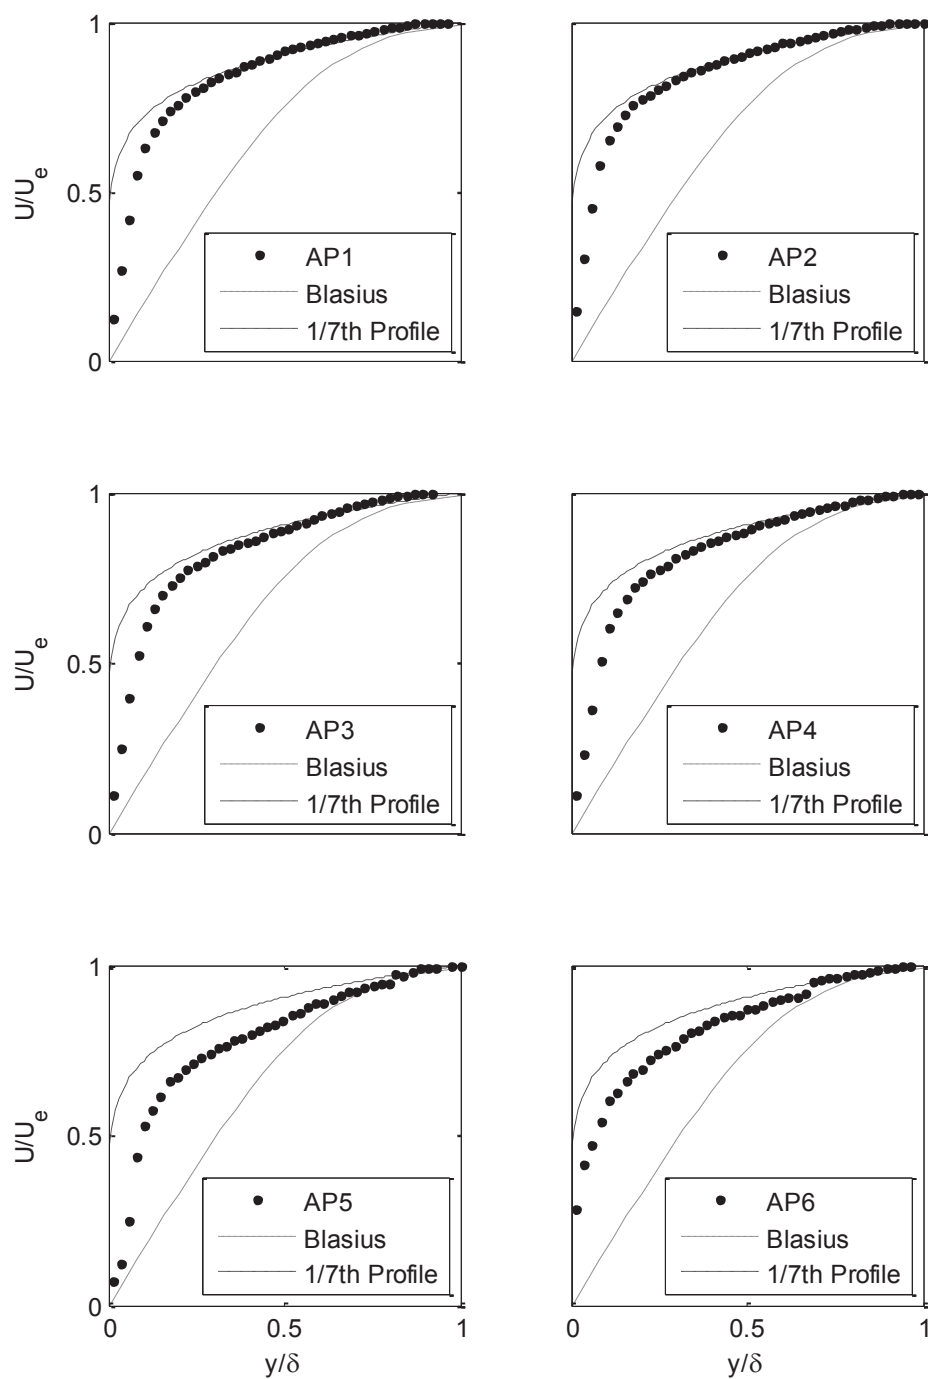 1
0.5
0
U/U_e
AP1
Blasius
1/7th Profile
AP2
Blasius
1/7th Profile
1
0.5
0
U/U_e
AP3
Blasius
1/7th Profile
AP4
Blasius
1/7th Profile
1
0.5
0
U/U_e
AP5
Blasius
1/7th Profile
0 0.5 1
y/δ
AP6
Blasius
1/7th Profile
0 0.5 1
y/δ